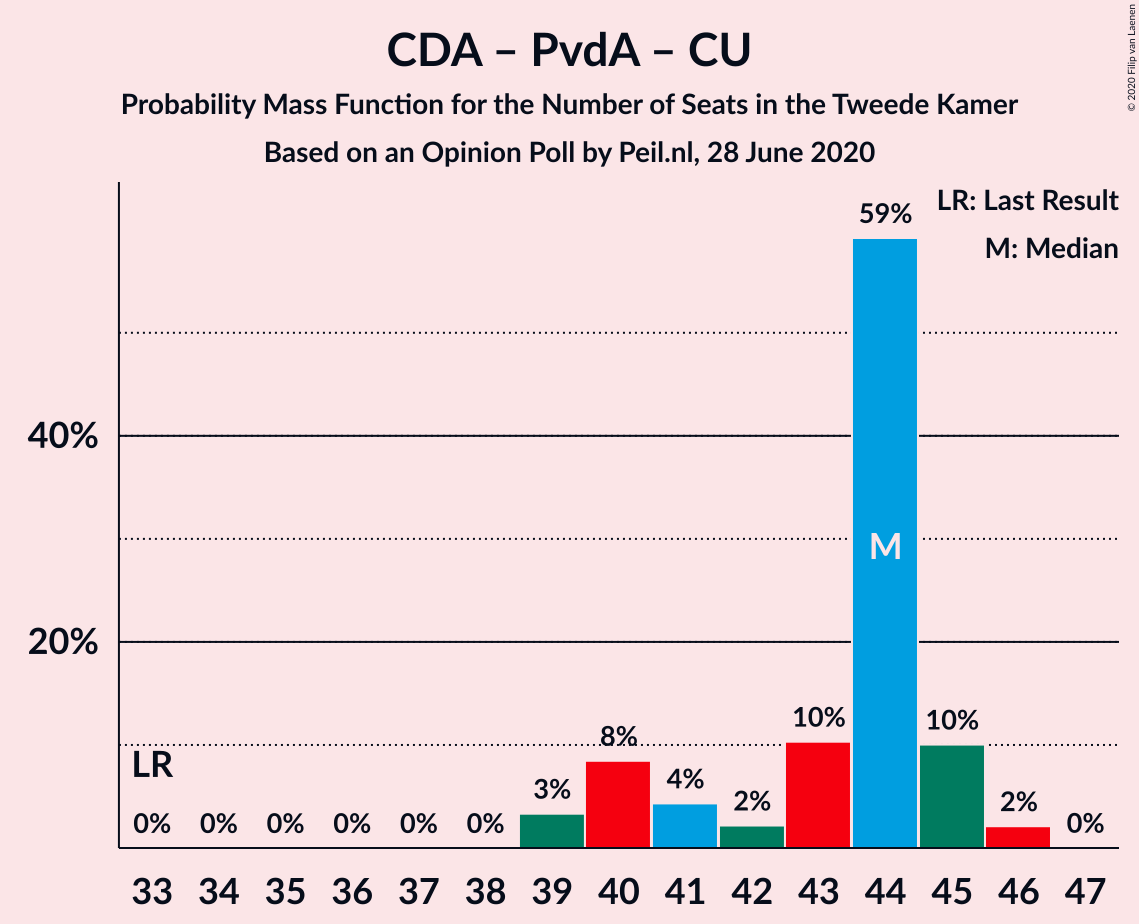 CDA – PvdA – CU
Probability Mass Function for the Number of Seats in the Tweede Kamer
Based on an Opinion Poll by Peil.nl, 28 June 2020
© 2020 Filip van Laenen
LR: Last Result
M: Median
59%
40%
M
20%
LR
0% 0% 0% 0% 0% 0% 3% 8% 4% 2% 10% 10% 2% 0%
33 34 35 36 37 38 39 40 41 42 43 44 45 46 47